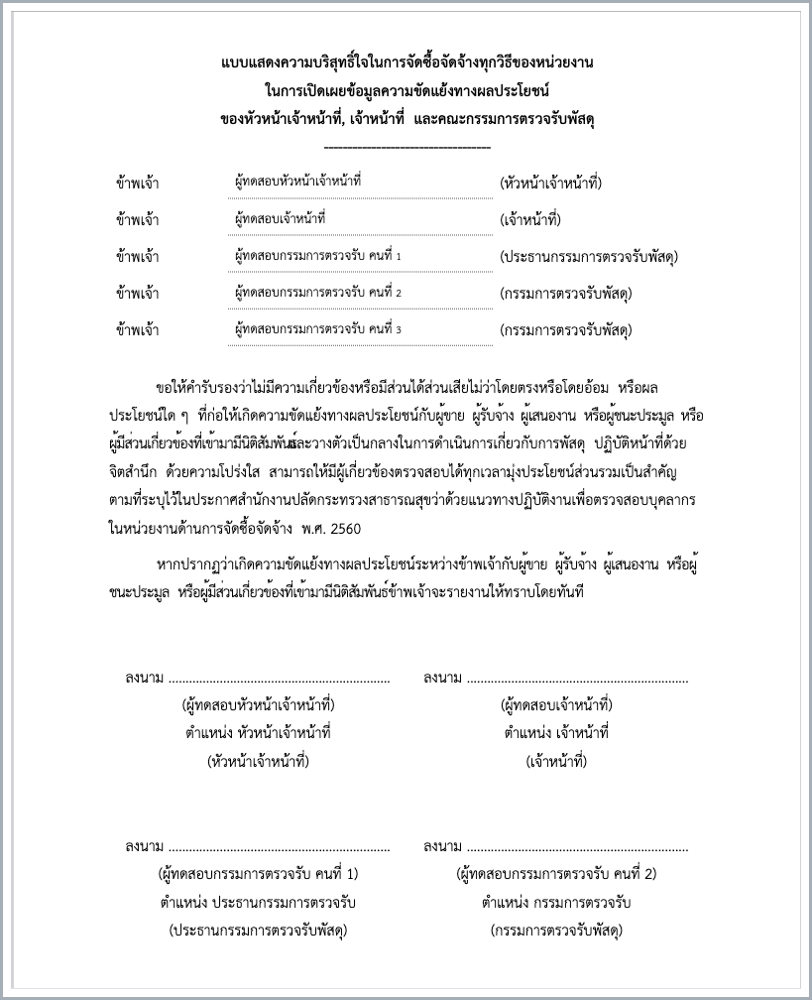 แบบแสดงความบริสุทธิ์ใจในการจัดซื้อจัดจ้างทุกวิธีของหน่วยงาน
ในการเปิดเผยข้อมูลความขัดแย้งทางผลประโยชน์
ของหัวหน้าเจ้าหน้าที่, เจ้าหน้าที่ และคณะกรรมการตรวจรับพัสดุ
-----------------------------------
ข้าพเจ้า ผู้ทดสอบหัวหน้าเจ้าหน้าที่ (หัวหน้าเจ้าหน้าที่)
ข้าพเจ้า ผู้ทดสอบเจ้าหน้าที่ (เจ้าหน้าที่)
ข้าพเจ้า ผู้ทดสอบกรรมการตรวจรับ คนที่ 1 (ประธานกรรมการตรวจรับพัสดุ)
ข้าพเจ้า ผู้ทดสอบกรรมการตรวจรับ คนที่ 2 (กรรมการตรวจรับพัสดุ)
ข้าพเจ้า ผู้ทดสอบกรรมการตรวจรับ คนที่ 3 (กรรมการตรวจรับพัสดุ)
ขอให้คำรับรองว่าไม่มีความเกี่ยวข้องหรือมีส่วนได้ส่วนเสียไม่ว่าโดยตรงหรือโดยอ้อม หรือผล
ประโยชน์ใด ๆ ที่ก่อให้เกิดความขัดแย้งทางผลประโยชน์กับผู้ขาย ผู้รับจ้าง ผู้เสนองาน หรือผู้ชนะประมูล หรือ
ผู้มีส่วนเกี่ยวข้องที่เข้ามามีนิติสัมพันธ์และวางตัวเป็นกลางในการดำเนินการเกี่ยวกับการพัสดุ ปฏิบัติหน้าที่ด้วย
จิตสำนึก ด้วยความโปร่งใส สามารถให้มีผู้เกี่ยวข้องตรวจสอบได้ทุกเวลามุ่งประโยชน์ส่วนรวมเป็นสำคัญ
ตามที่ระบุไว้ในประกาศสำนักงานปลัดกระทรวงสาธารณสุขว่าด้วยแนวทางปฏิบัติงานเพื่อตรวจสอบบุคลากร
ในหน่วยงานด้านการจัดซื้อจัดจ้าง พ.ศ. 2560
หากปรากฏว่าเกิดความขัดแย้งทางผลประโยชน์ระหว่างข้าพเจ้ากับผู้ขาย ผู้รับจ้าง ผู้เสนองาน หรือผู้
ชนะประมูล หรือผู้มีส่วนเกี่ยวข้องที่เข้ามามีนิติสัมพันธ์ข้าพเจ้าจะรายงานให้ทราบโดยทันที
ลงนาม ................................................................. ลงนาม .................................................................
(ผู้ทดสอบหัวหน้าเจ้าหน้าที่) (ผู้ทดสอบเจ้าหน้าที่)
ตำแหน่ง หัวหน้าเจ้าหน้าที่ ตำแหน่ง เจ้าหน้าที่
(หัวหน้าเจ้าหน้าที่) (เจ้าหน้าที่)
ลงนาม ................................................................. ลงนาม .................................................................
(ผู้ทดสอบกรรมการตรวจรับ คนที่ 1) (ผู้ทดสอบกรรมการตรวจรับ คนที่ 2)
ตำแหน่ง ประธานกรรมการตรวจรับ ตำแหน่ง กรรมการตรวจรับ
(ประธานกรรมการตรวจรับพัสดุ) (กรรมการตรวจรับพัสดุ)